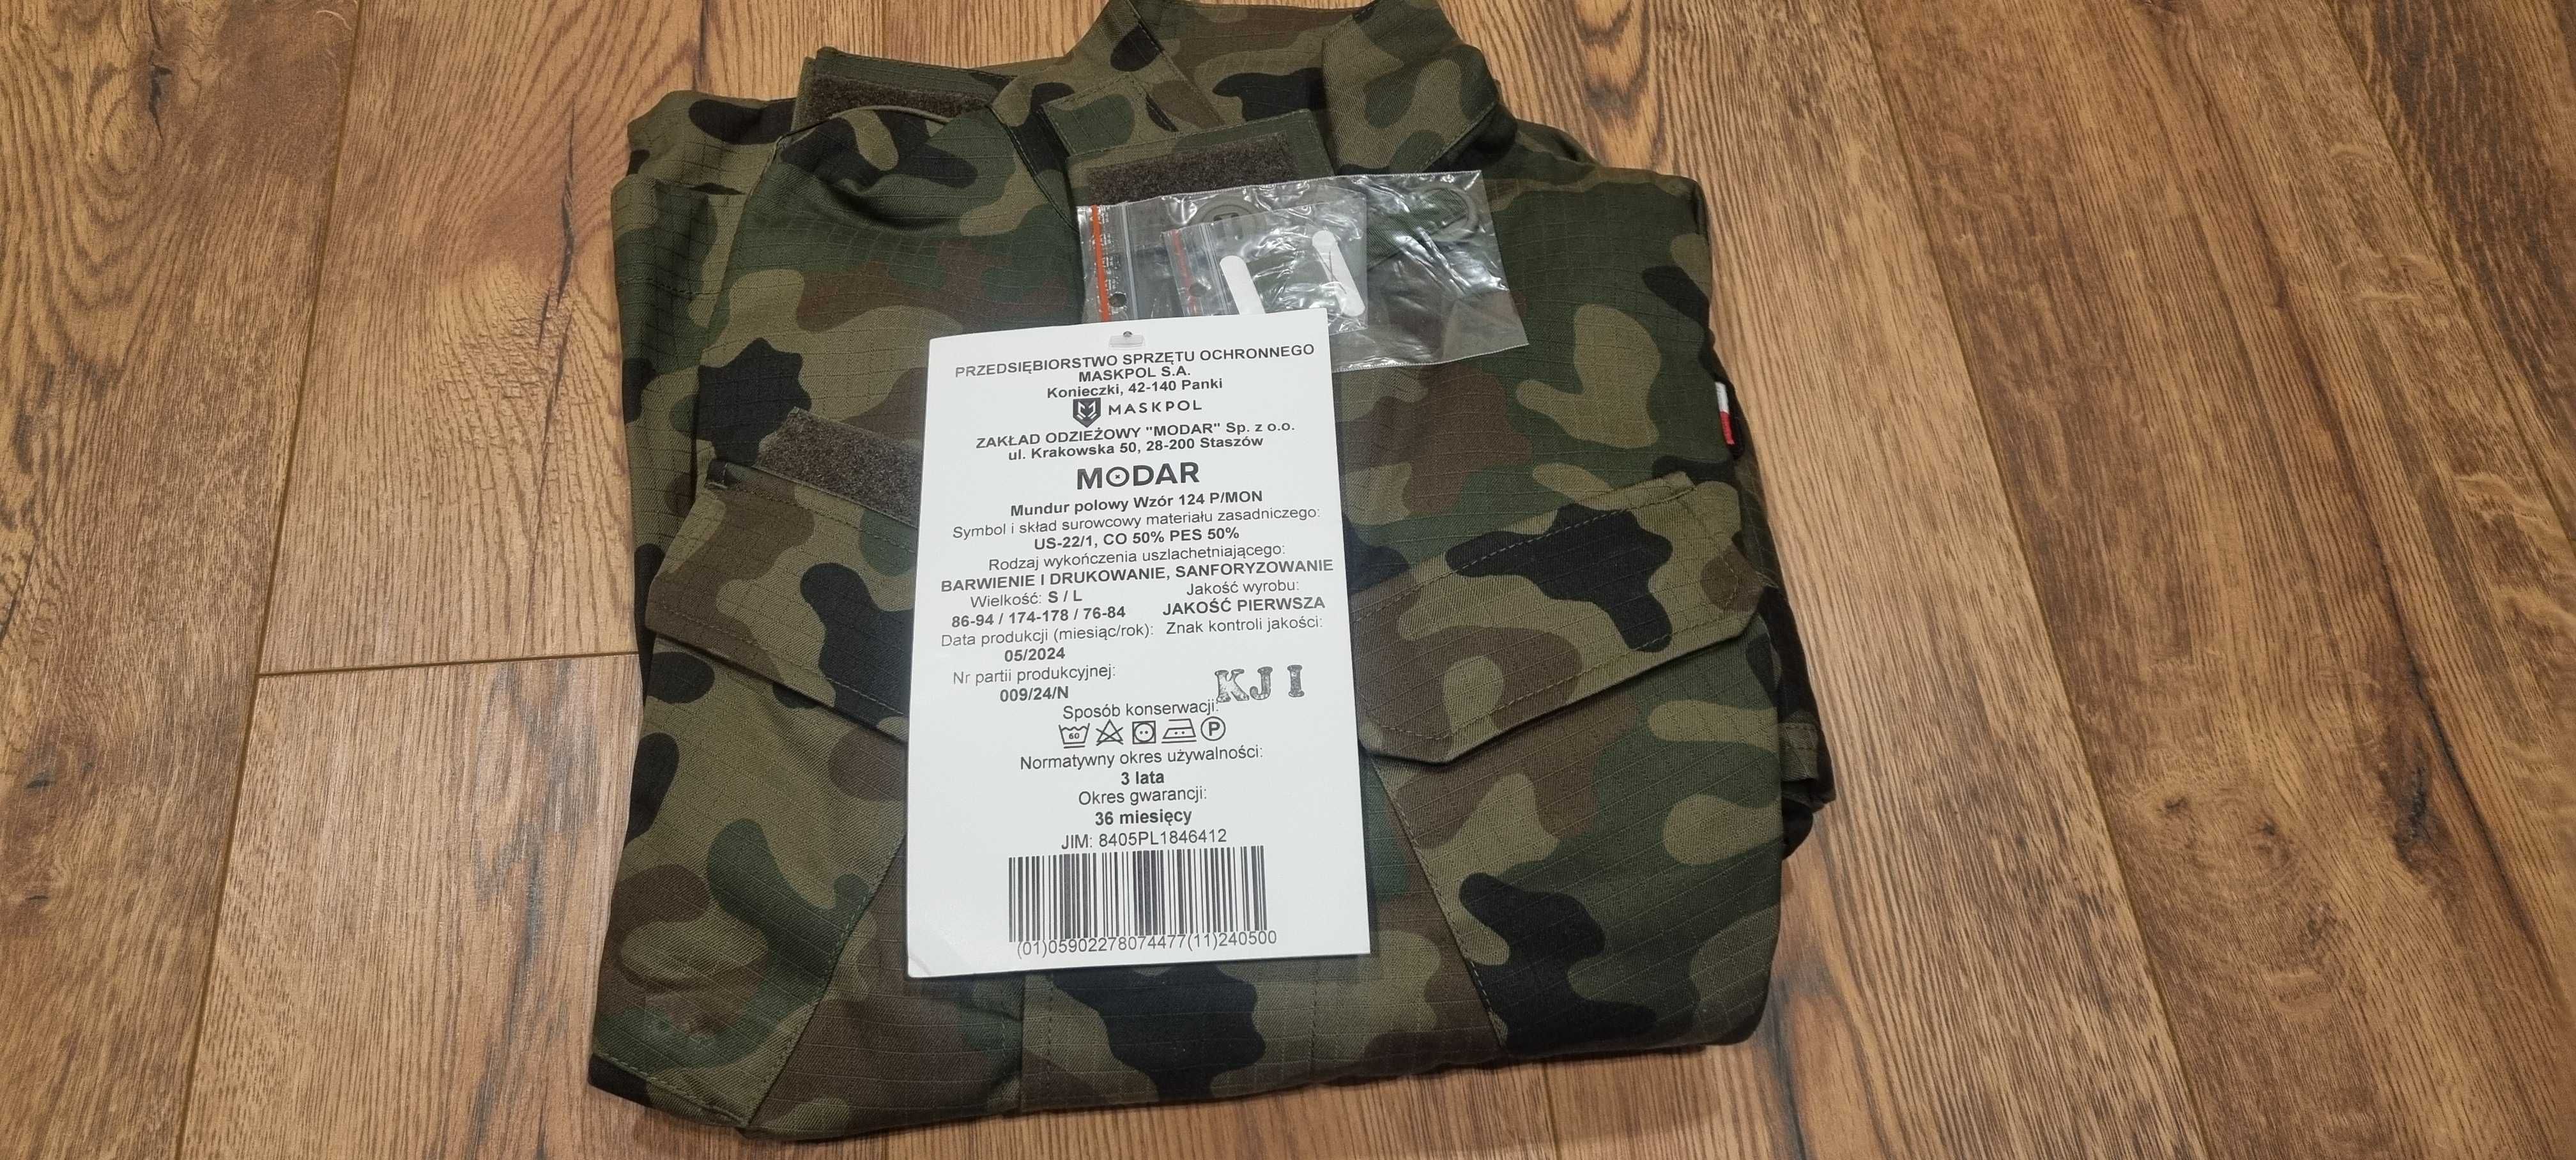 PRZEDSIĘBIORSTWO SPRZĘTU OCHRONNEGO
MASKPOL S.A.
Konieczki, 42-140 Panki
MASKPOL
ZAKŁAD ODZIEŻOWY "MODAR" Sp. z o.o.
ul. Krakowska 50, 28-200 Staszów
MODAR
Mundur polowy Wzór 124 P/MON
Symbol i skład surowcowy materiału zasadniczego:
US-22/1, CO 50% PES 50%
Rodzaj wykończenia uszlachetniającego:
BARWIENIE I DRUKOWANIE, SANFORYZOWANIE
Wielkość: S / L
86-94 / 174-178 / 76-84
Jakość wyrobu:
JAKOŚĆ PIERWSZA
Data produkcji (miesiąc/rok):
05/2024
Znak kontroli jakości:
KJ I
Nr partii produkcyjnej:
009/24/N
Sposób konserwacji:
60
P
Normatywny okres używalności:
3 lata
Okres gwarancji:
36 miesięcy
JIM: 8405PL1846412
(01)05902278074477(11)240500